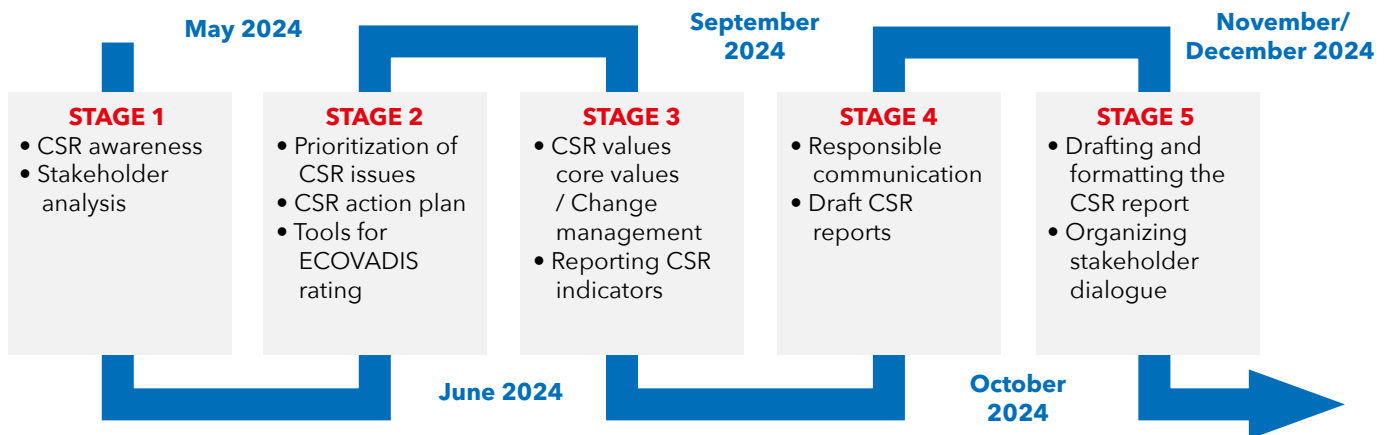 May 2024
September
2024
November/
December 2024
STAGE 1
• CSR awareness
• Stakeholder
analysis
STAGE 2
• Prioritization of
CSR issues
• CSR action plan
• Tools for
ECOVADIS
rating
STAGE 3
• CSR values
core values
/ Change
management
• Reporting CSR
indicators
STAGE 4
• Responsible
communication
• Draft CSR
reports
STAGE 5
• Drafting and
formatting the
CSR report
• Organizing
stakeholder
dialogue
June 2024
October
2024